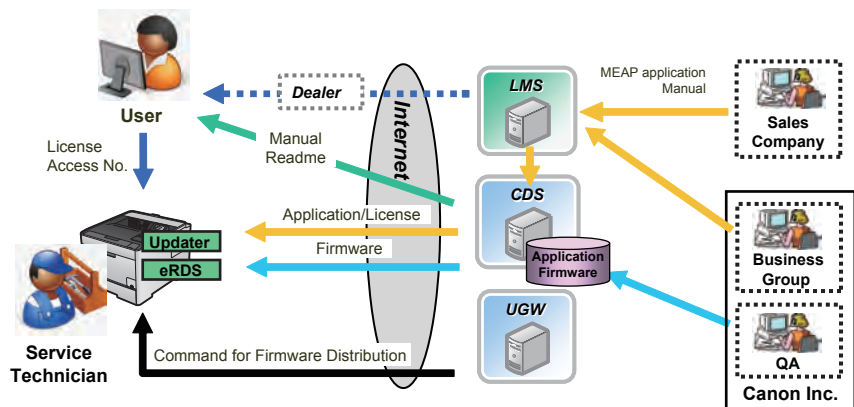 User
License
Access No.
Dealer
Manual
Readme
Internet
LMS
MEAP application
Manual
Sales
Company
CDS
Application/License
Firmware
Updater
eRDS
Application
Firmware
Business
Group
UGW
QA
Canon Inc.
Service
Technician
Command for Firmware Distribution